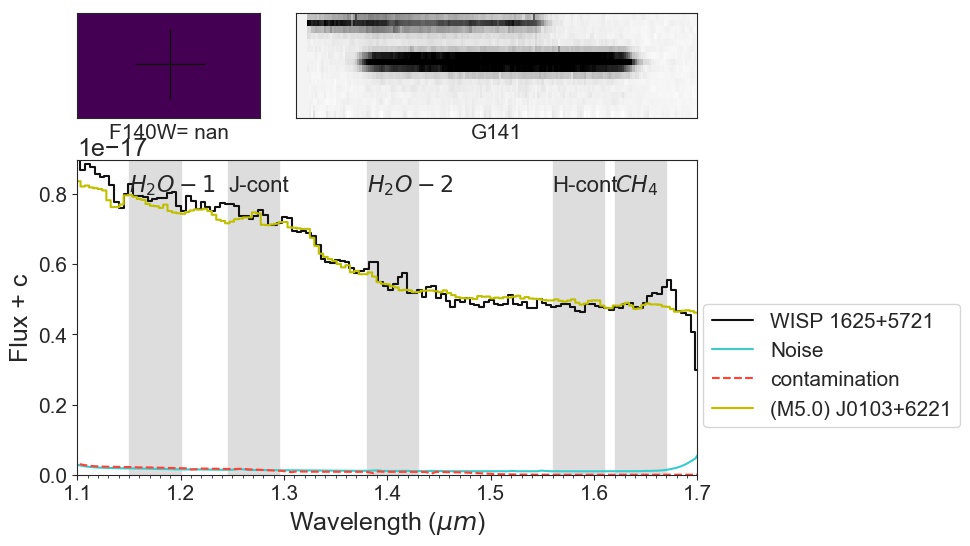 F140W= nan
G141
1e−17
H₂O − 1 J-cont H₂O − 2 H-cont CH₄
0.8
0.6
0.4
0.2
0.0
Flux + c
1.1 1.2 1.3 1.4 1.5 1.6 1.7
Wavelength (μm)
WISP 1625+5721
Noise
contamination
(M5.0) J0103+6221